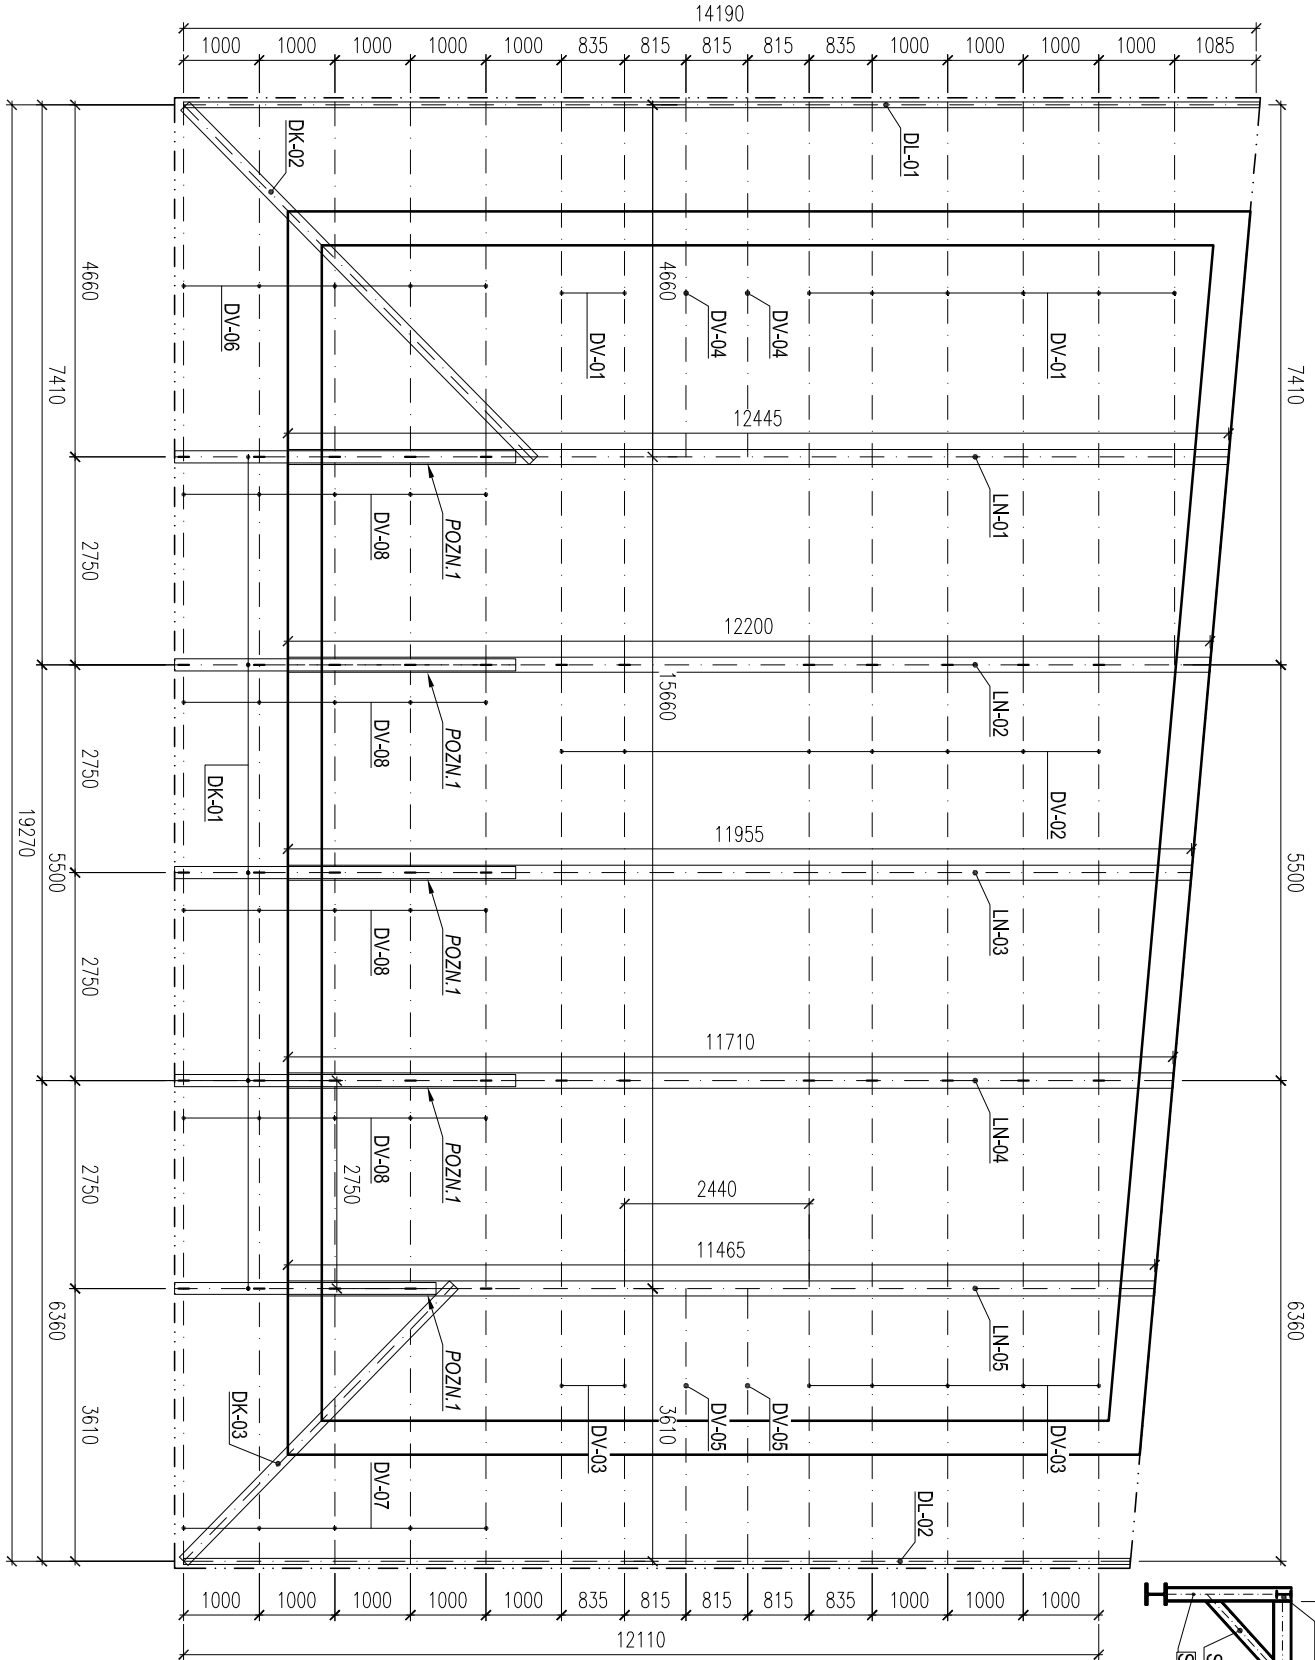 14190
1000 1000 1000 1000 1000 835 815 815 815 835 1000 1000 1000 1000 1085
DK-02
DL-01
7410
4660
4660
DV-06
DV-01
DV-04
DV-04
DV-01
7410
12445
LN-01
DV-08
POZN.1
2750
12200
LN-02
15660
DV-08
POZN.1
2750
DK-01
DV-02
19270
5500
5500
11955
LN-03
DV-08
POZN.1
2750
11710
LN-04
DV-08
POZN.1
2750
2750
2440
11465
LN-05
POZN.1
6360
6360
DK-03
3610
3610
DV-03
DV-05
DV-05
DV-03
DV-07
DL-02
1000 1000 1000 1000 1000 835 815 815 815 835 1000 1000 1000
12110